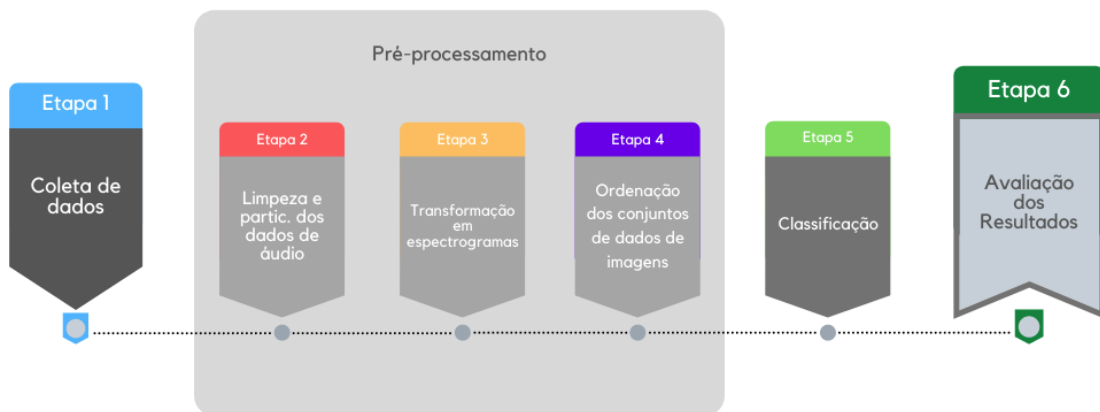 Pré-processamento
Etapa 1
Coleta de
dados
Etapa 2
Limpeza e
partic. dos
dados de
áudio
Etapa 3
Transformação
em
espectrogramas
Etapa 4
Ordenação
dos conjuntos
de dados de
imagens
Etapa 5
Classificação
Etapa 6
Avaliação
dos
Resultados